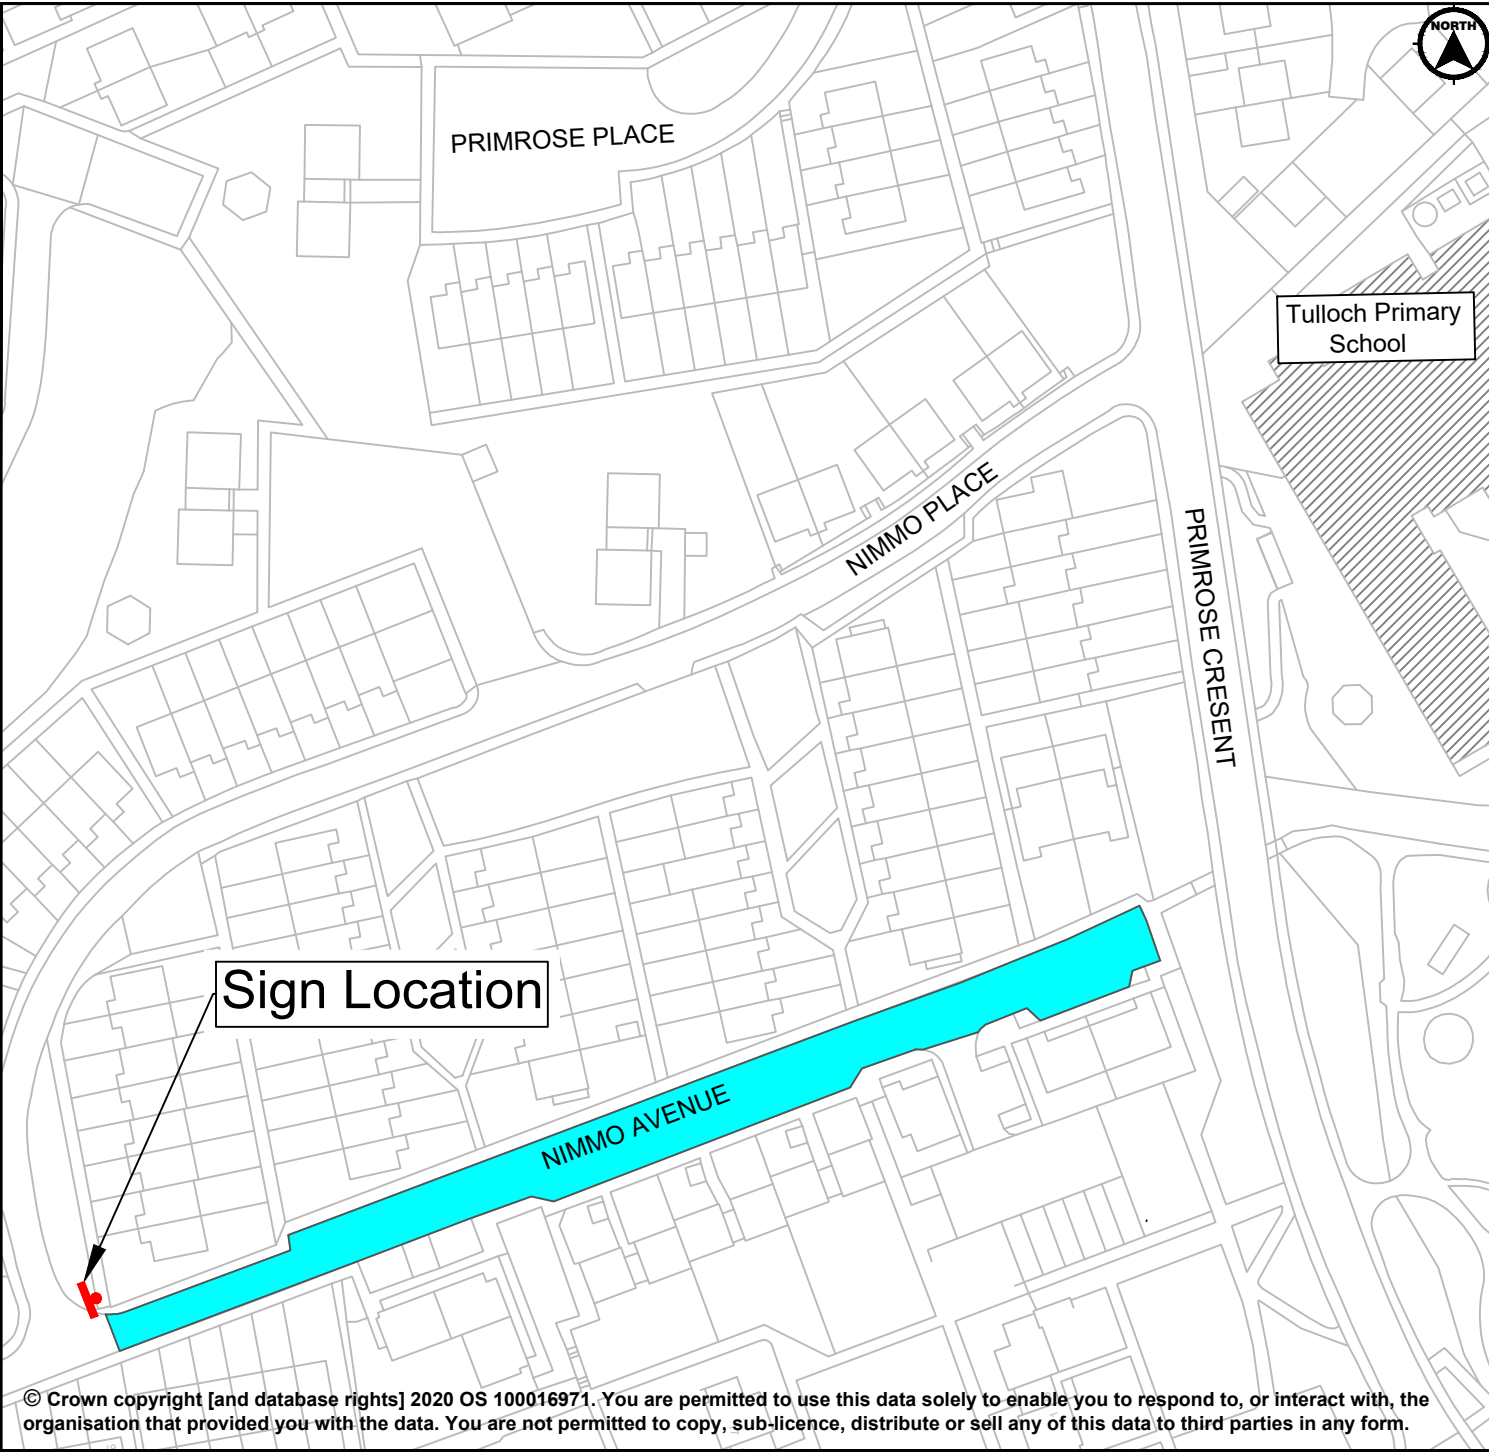 NORTH
PRIMROSE PLACE
Tulloch Primary
School
NIMMO PLACE
PRIMROSE CRESENT
Sign Location
NIMMO AVENUE
© Crown copyright [and database rights] 2020 OS 100016971. You are permitted to use this data solely to enable you to respond to, or interact with, the
organisation that provided you with the data. You are not permitted to copy, sub-licence, distribute or sell any of this data to third parties in any form.